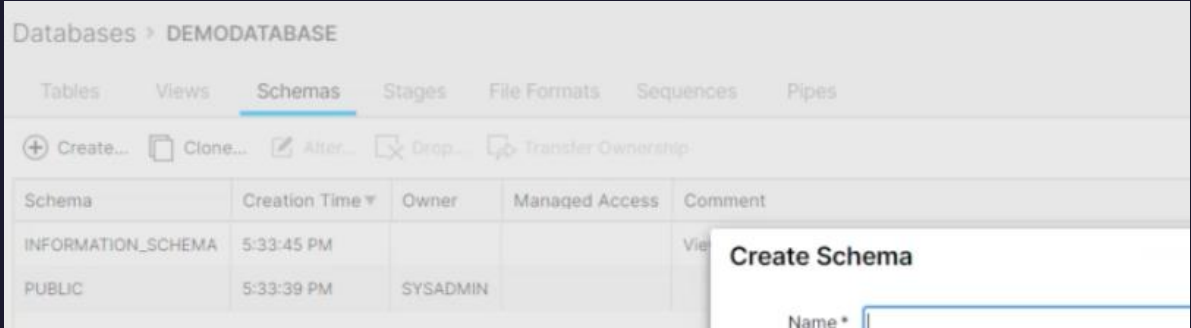 Databases > DEMODATABASE
Tables Views Schemas Stages File Formats Sequences Pipes
Create... Clone... Alter... Drop... Transfer Ownership
Schema Creation Time Owner Managed Access Comment
INFORMATION_SCHEMA 5:33:45 PM
PUBLIC 5:33:39 PM SYSADMIN
Create Schema
Name *